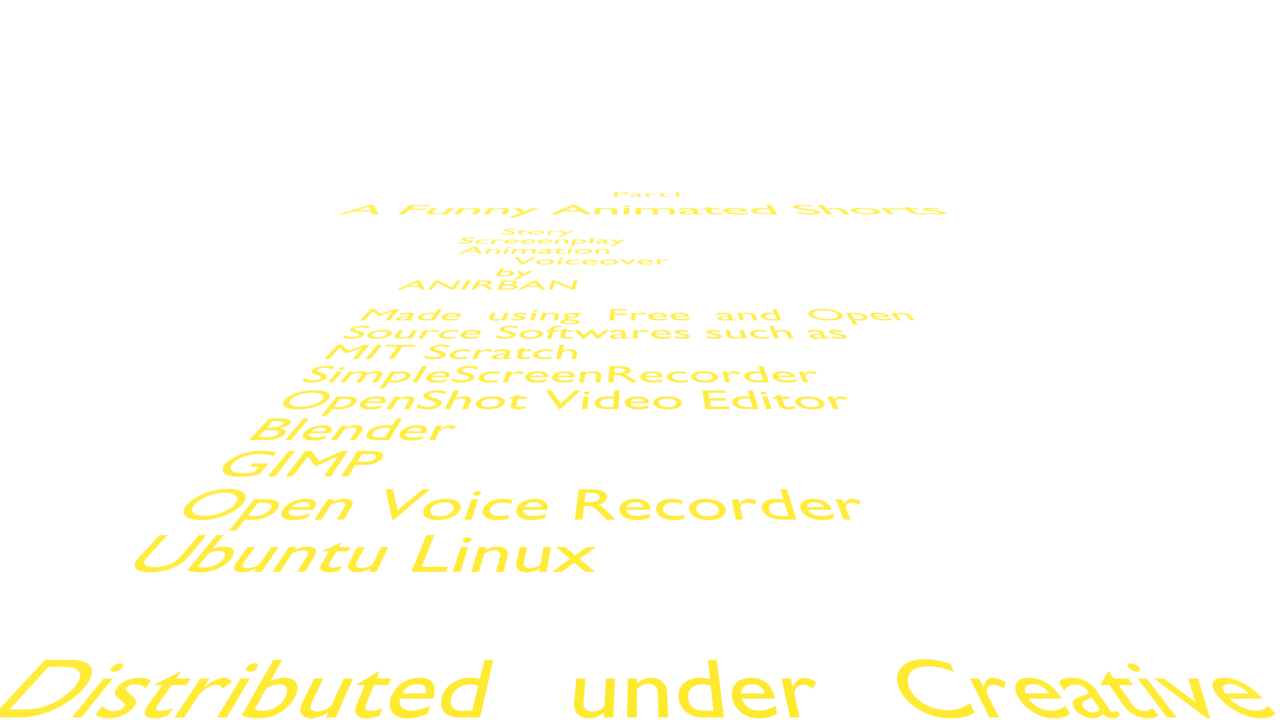 Part1
A Funny Animated Shorts
Story
Screeenplay
Animation
Voiceover
by
ANIRBAN
Made using Free and Open
Source Softwares such as
MIT Scratch
SimpleScreenRecorder
OpenShot Video Editor
Blender
GIMP
Open Voice Recorder
Ubuntu Linux
Distributed under Creative